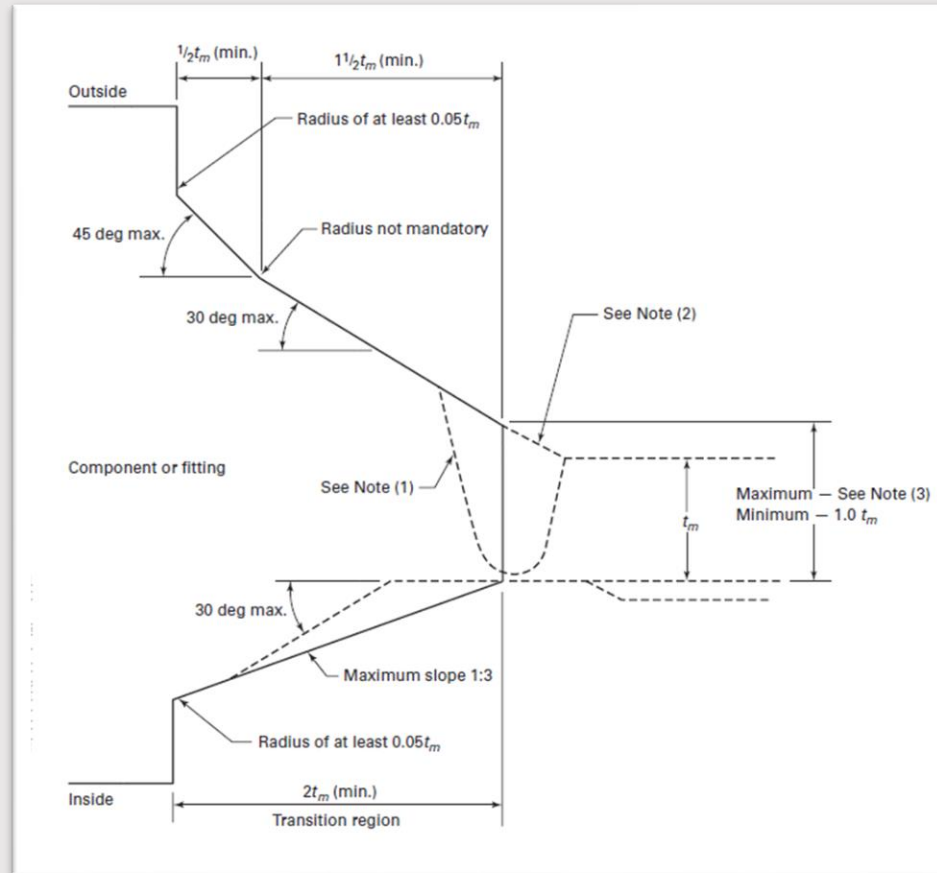 ½tm (min.)
1½tm (min.)
Outside
Radius of at least 0.05tm
45 deg max.
Radius not mandatory
30 deg max.
See Note (2)
Component or fitting
See Note (1)
Maximum — See Note (3)
tm
Minimum — 1.0 tm
30 deg max.
Maximum slope 1:3
Radius of at least 0.05tm
Inside
2tm (min.)
Transition region